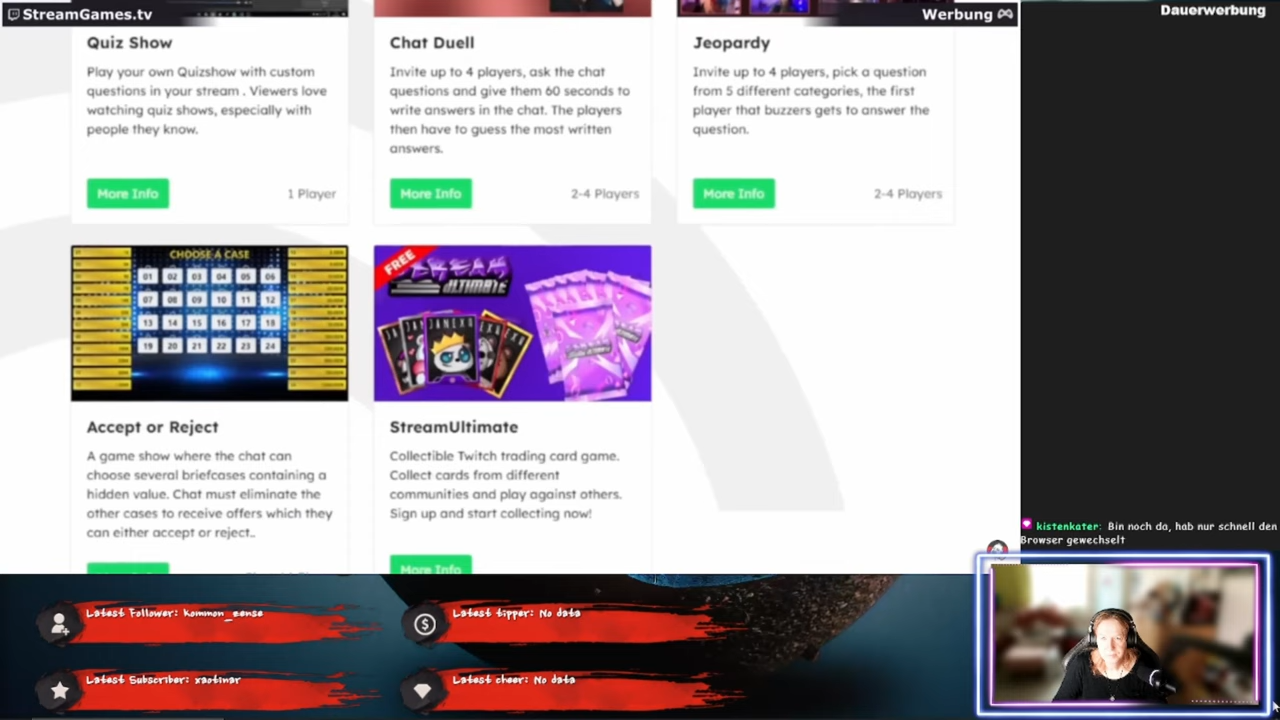 StreamGames.tv
Werbung
Dauerwerbung
Quiz Show
Play your own Quizshow with custom
questions in your stream . Viewers love
watching quiz shows, especially with
people they know.
More Info
1 Player
Chat Duell
Invite up to 4 players, ask the chat
questions and give them 60 seconds to
write answers in the chat. The players
then have to guess the most written
answers.
More Info
2-4 Players
Jeopardy
Invite up to 4 players, pick a question
from 5 different categories, the first
player that buzzers gets to answer the
question.
More Info
2-4 Players
CHOOSE A CASE
01 02 03 04 05 06
07 08 09 10 11 12
13 14 15 16 17 18
19 20 21 22 23 24
FREE
STREAM
ULTIMATE
JANEKO
Accept or Reject
A game show where the chat can
choose several briefcases containing a
hidden value. Chat must eliminate the
other cases to receive offers which they
can either accept or reject..
StreamUltimate
Collectible Twitch trading card game.
Collect cards from different
communities and play against others.
Sign up and start collecting now!
More Info
kistenkater: Bin noch da, hab nur schnell den
Browser gewechselt
Latest Follower: Kommon_zense
Latest tipper: No data
Latest Subscriber: xaotinar
Latest cheer: No data